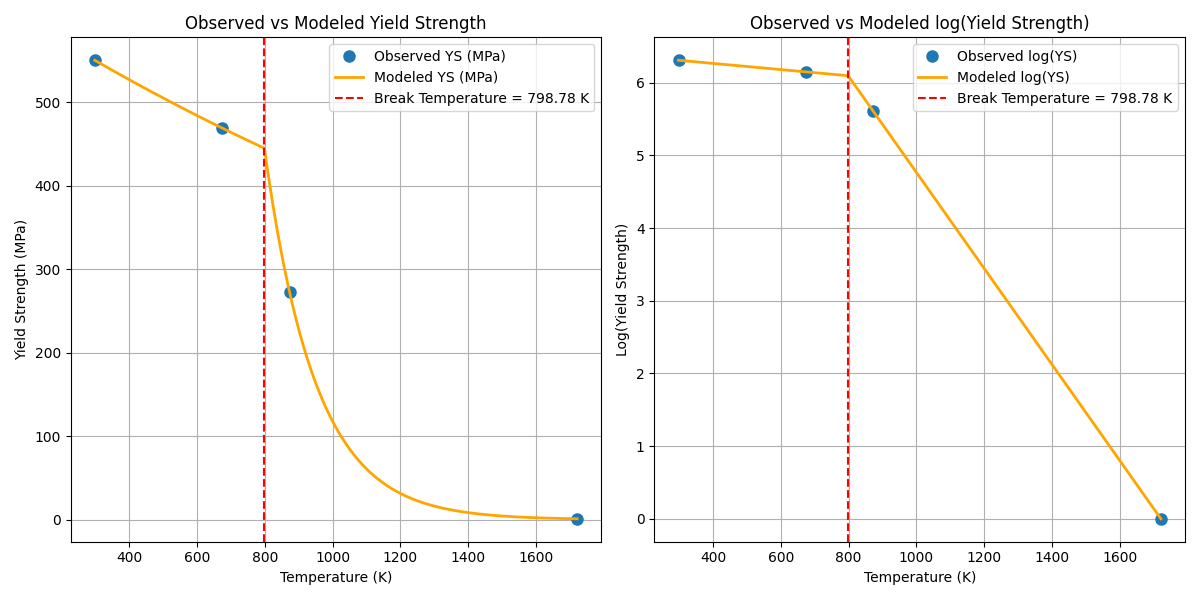 Observed vs Modeled Yield Strength
Observed YS (MPa)
Modeled YS (MPa)
Break Temperature = 798.78 K
500
400
300
200
100
0
Yield Strength (MPa)
400 600 800 1000 1200 1400 1600
Temperature (K)
Observed vs Modeled log(Yield Strength)
Observed log(YS)
Modeled log(YS)
Break Temperature = 798.78 K
6
5
4
3
2
1
0
Log(Yield Strength)
400 600 800 1000 1200 1400 1600
Temperature (K)